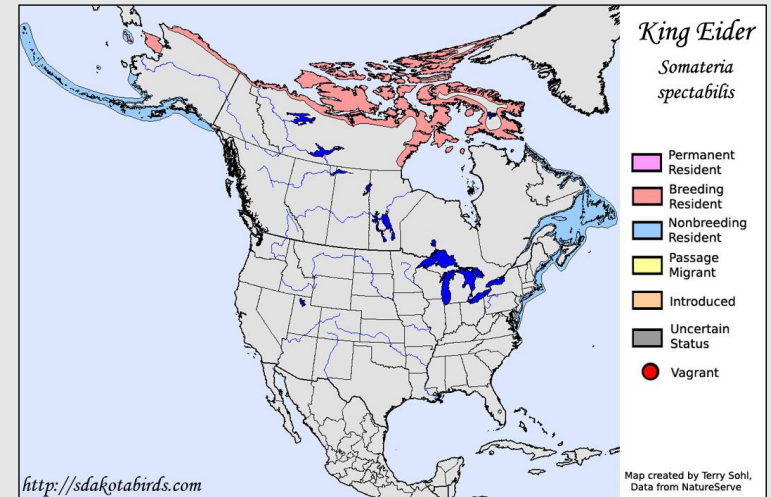 King Eider
Somateria
spectabilis
Permanent
Resident
Breeding
Resident
Nonbreeding
Resident
Passage
Migrant
Introduced
Uncertain
Status
Vagrant
http://sdakotabirds.com
Map created by Terry Sohl,
Data from NatureServe